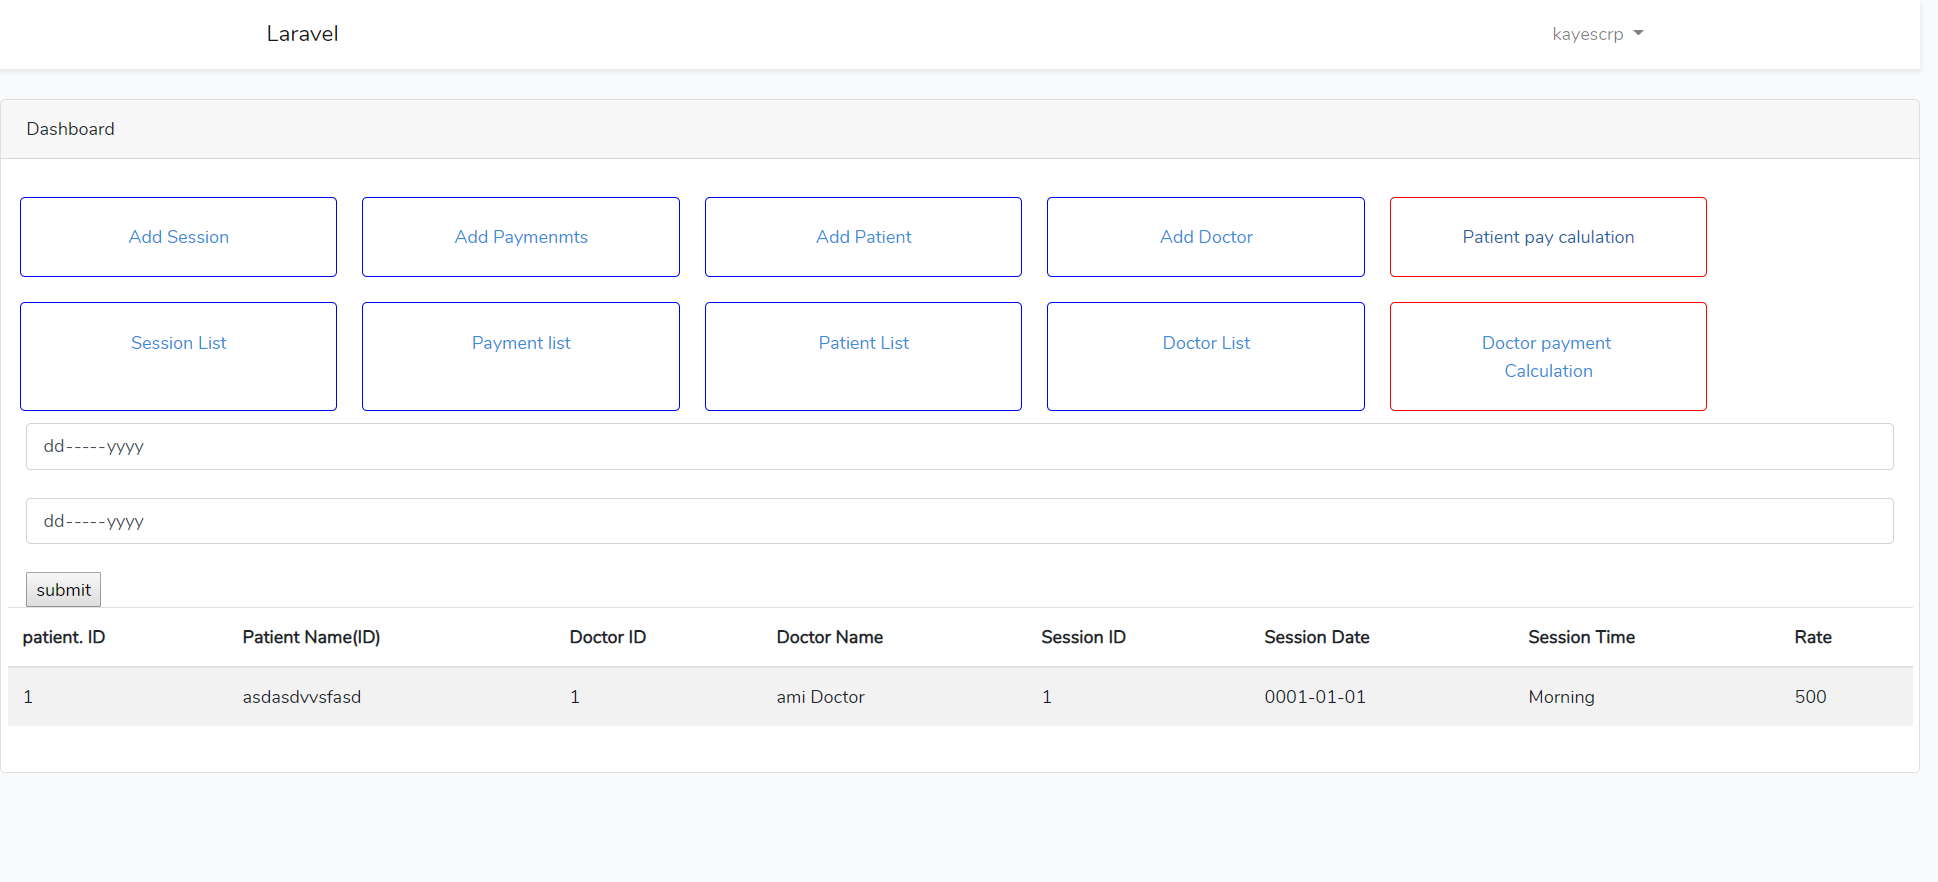 Laravel kayescrp
Dashboard
Add Session Add Paymenmts Add Patient Add Doctor Patient pay calulation
Session List Payment list Patient List Doctor List Doctor payment
Calculation
dd-----yyyy
dd-----yyyy
submit
patient. ID Patient Name(ID) Doctor ID Doctor Name Session ID Session Date Session Time Rate
1 asdasdvvsfasd 1 ami Doctor 1 0001-01-01 Morning 500